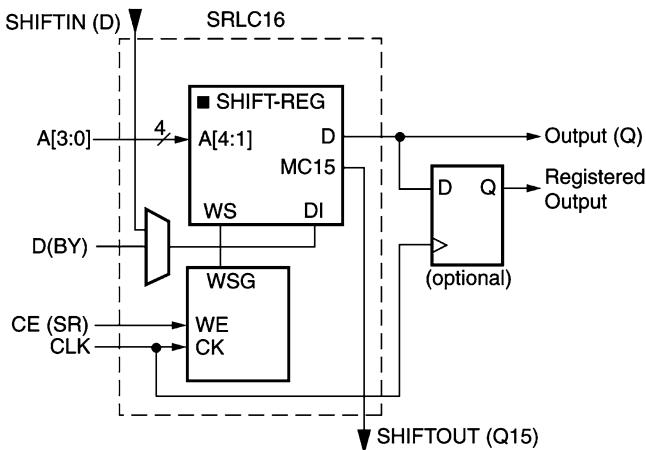 SHIFTIN (D)
SRLC16
SHIFT-REG
A[3:0]
4
A[4:1]
D
Output (Q)
MC15
D
Q
Registered
Output
WS
DI
D(BY)
(optional)
WSG
CE (SR)
WE
CLK
CK
SHIFTOUT (Q15)